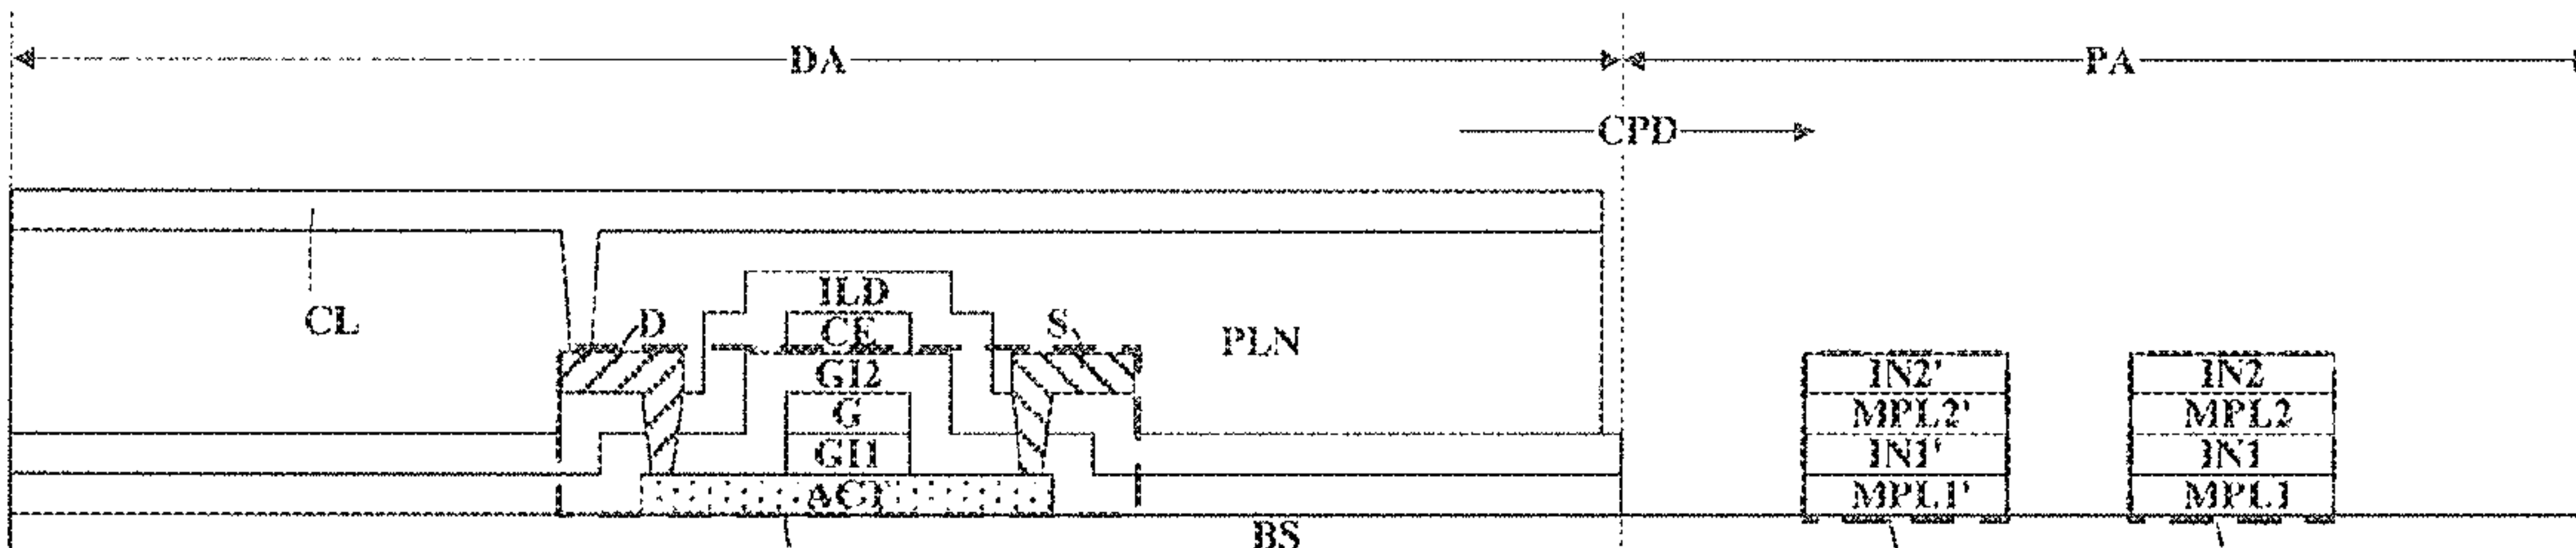 DA PA
CPD
ILD
CL D CE S PLN
GI2 IN2' IN2
G MPL2' MPL2
GI1 IN1' IN1
ACT MPL1' MPL1
BS